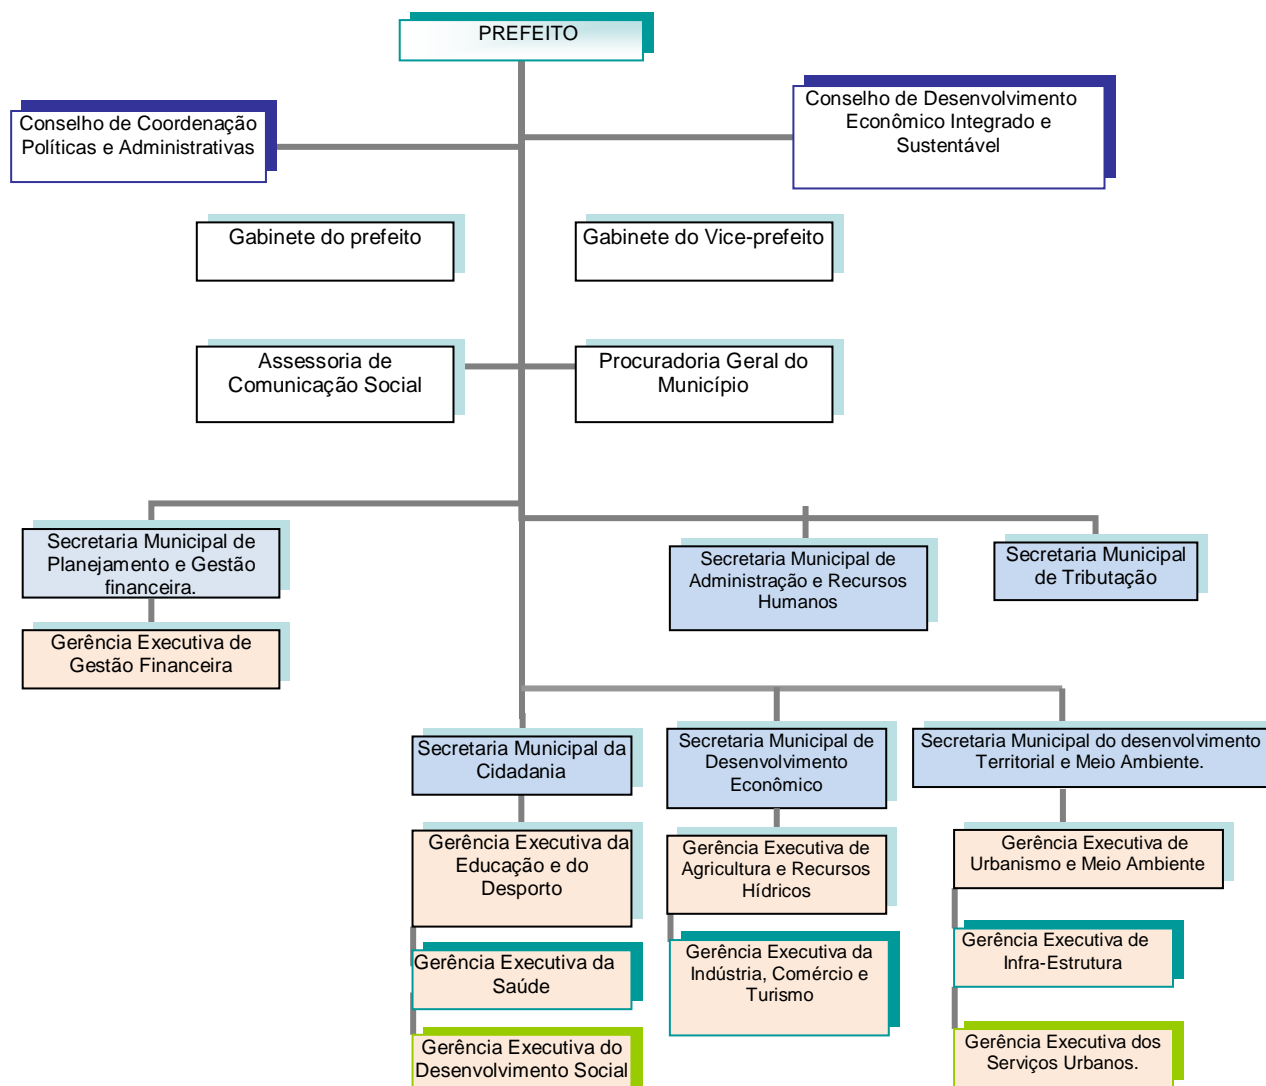 PREFEITO
Conselho de Coordenação
Políticas e Administrativas
Conselho de Desenvolvimento
Econômico Integrado e
Sustentável
Gabinete do prefeito
Gabinete do Vice-prefeito
Assessoria de
Comunicação Social
Procuradoria Geral do
Município
Secretaria Municipal de
Planejamento e Gestão
financeira.
Secretaria Municipal de
Administração e Recursos
Humanos
Secretaria Municipal
de Tributação
Gerência Executiva de
Gestão Financeira
Secretaria Municipal da
Cidadania
Secretaria Municipal de
Desenvolvimento
Econômico
Secretaria Municipal do desenvolvimento
Territorial e Meio Ambiente.
Gerência Executiva da
Educação e do
Desporto
Gerência Executiva de
Agricultura e Recursos
Hídricos
Gerência Executiva de
Urbanismo e Meio Ambiente
Gerência Executiva da
Saúde
Gerência Executiva da
Indústria, Comércio e
Turismo
Gerência Executiva de
Infra-Estrutura
Gerência Executiva do
Desenvolvimento Social
Gerência Executiva dos
Serviços Urbanos.